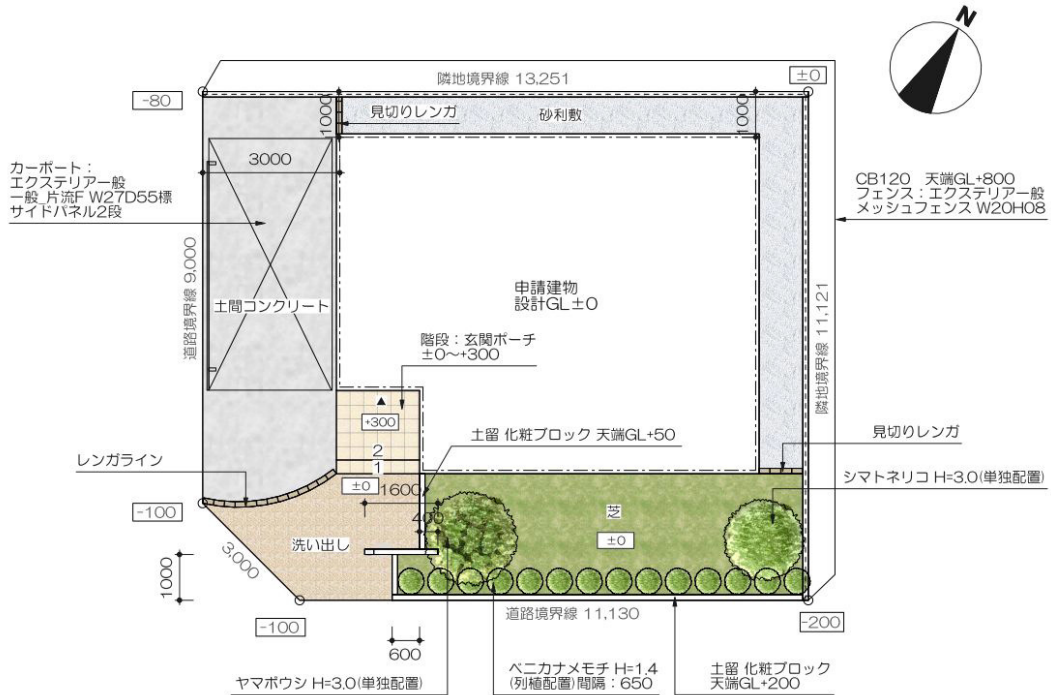 N
隣地境界線 13,251
±0
-80
1000
見切りレンガ
砂利敷
1000
カーポート：
エクステリア一般
一般_片流F W27D55標
サイドパネル2段
3000
CB120　天端GL+800
フェンス：エクステリア一般
メッシュフェンス W20H08
道路境界線 9,000
土間コンクリート
申請建物
設計GL±0
隣地境界線 11,121
階段：玄関ポーチ
±0～+300
+300
2
1
土留 化粧ブロック 天端GL+50
見切りレンガ
レンガライン
±0
1600
シマトネリコ H=3.0(単独配置)
-100
400
芝
±0
洗い出し
3,000
1000
道路境界線 11,130
-100
-200
600
ヤマボウシ H=3.0(単独配置)
ベニカナメモチ H=1.4
(列植配置)間隔：650
土留 化粧ブロック
天端GL+200